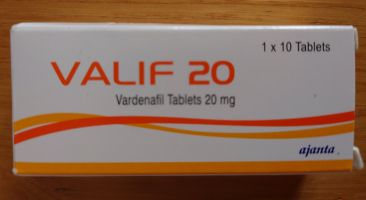 1 x 10 Tablets
VALIF 20
Vardenafil Tablets 20 mg
ajanta